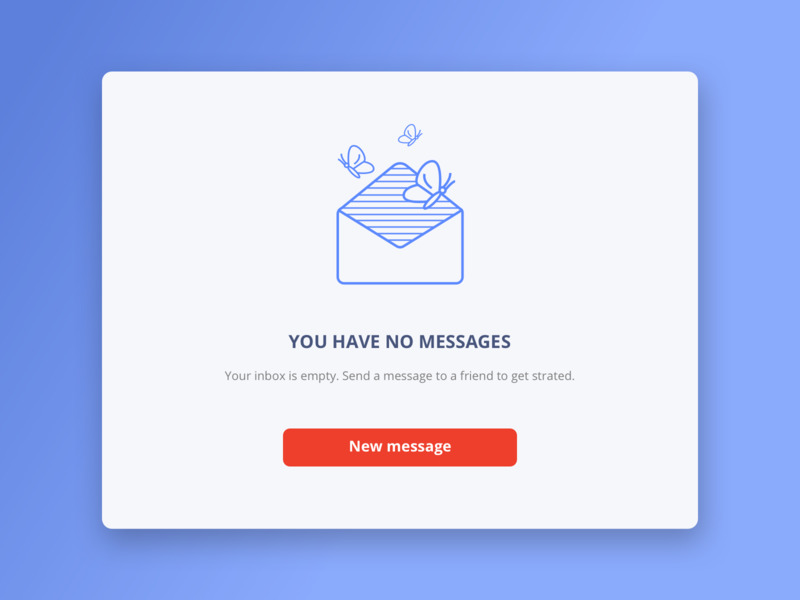 YOU HAVE NO MESSAGES
Your inbox is empty. Send a message to a friend to get strated.
New message